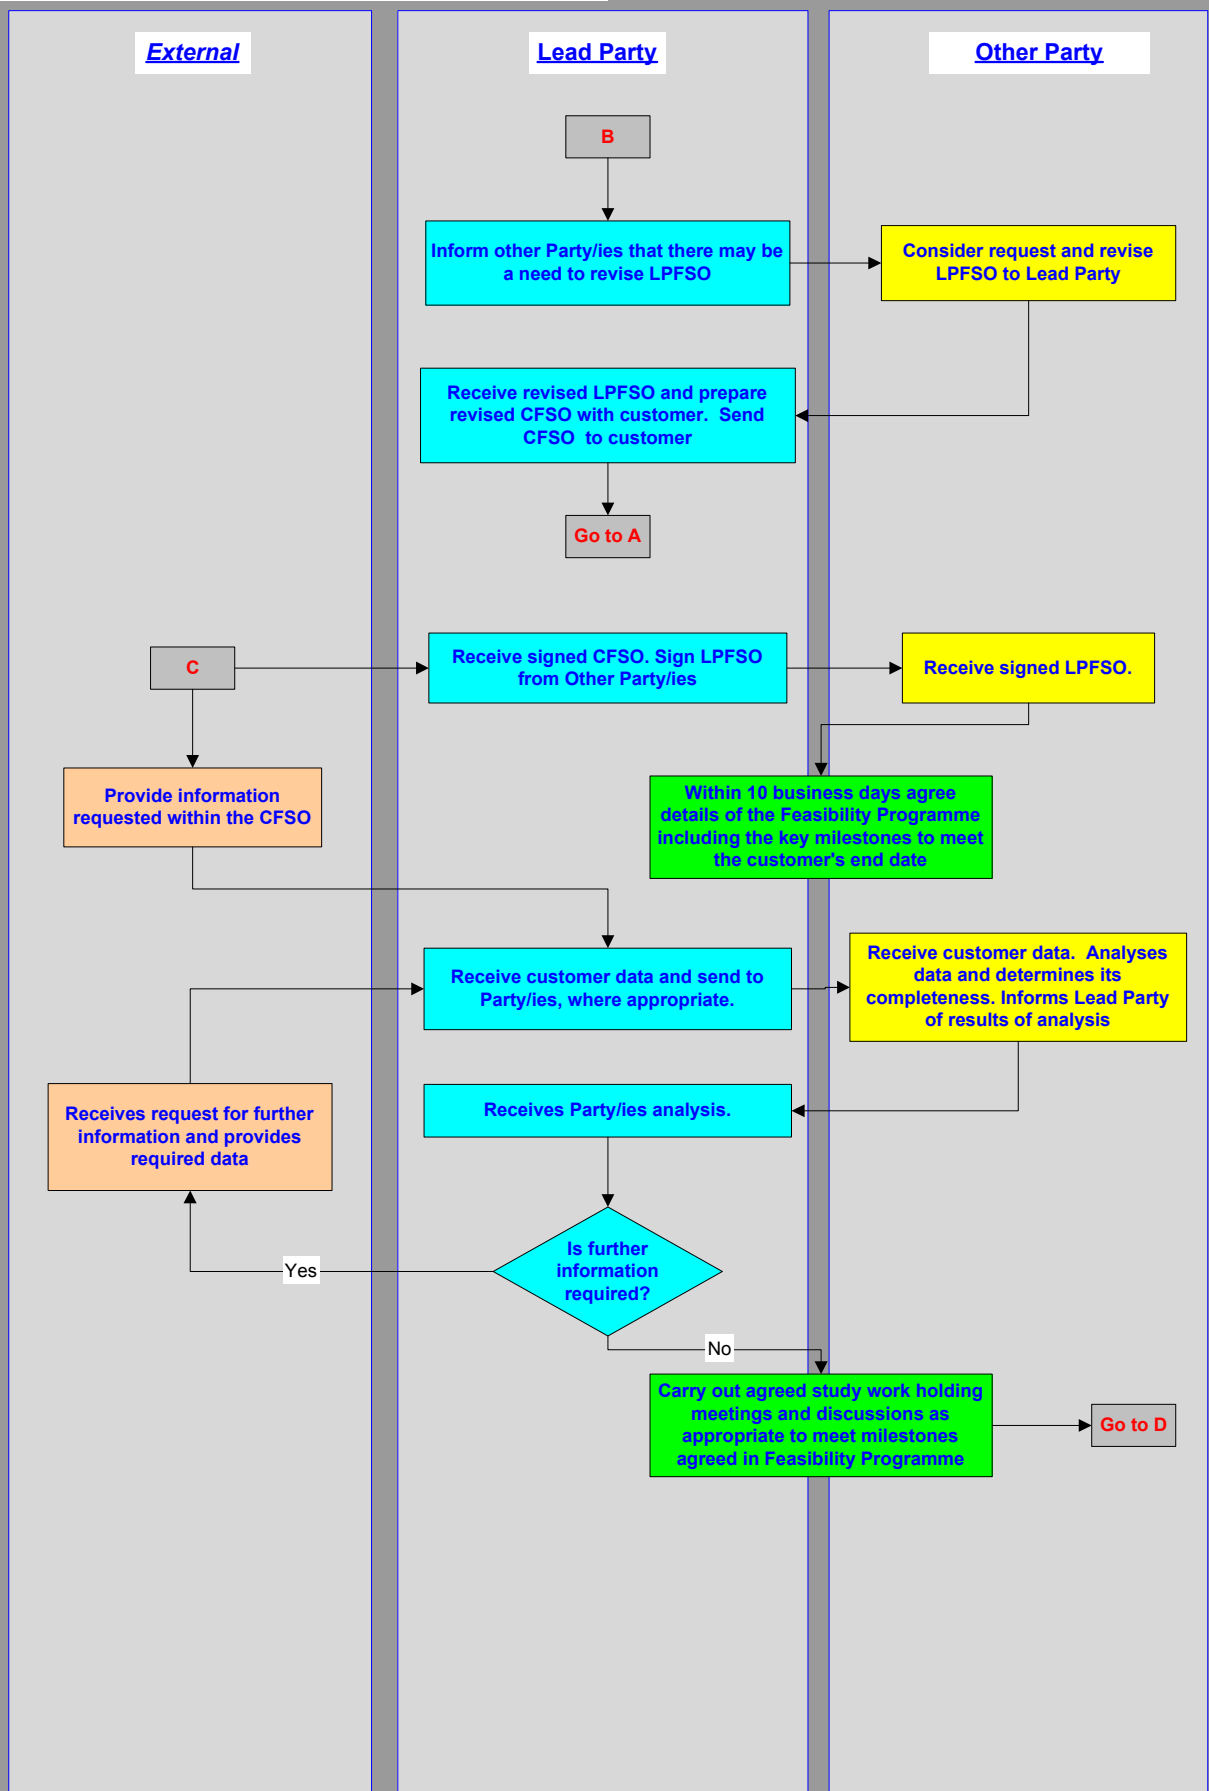 External
Lead Party
Other Party
B
Inform other Party/ies that there may be
a need to revise LPFSO
Consider request and revise
LPFSO to Lead Party
Receive revised LPFSO and prepare
revised CFSO with customer.  Send
CFSO  to customer
Go to A
C
Receive signed CFSO. Sign LPFSO
from Other Party/ies
Receive signed LPFSO.
Provide information
requested within the CFSO
Within 10 business days agree
details of the Feasibility Programme
including the key milestones to meet
the customer's end date
Receive customer data and send to
Party/ies, where appropriate.
Receive customer data.  Analyses
data and determines its
completeness. Informs Lead Party
of results of analysis
Receives request for further
information and provides
required data
Receives Party/ies analysis.
Is further
information
required?
Yes
No
Carry out agreed study work holding
meetings and discussions as
appropriate to meet milestones
agreed in Feasibility Programme
Go to D